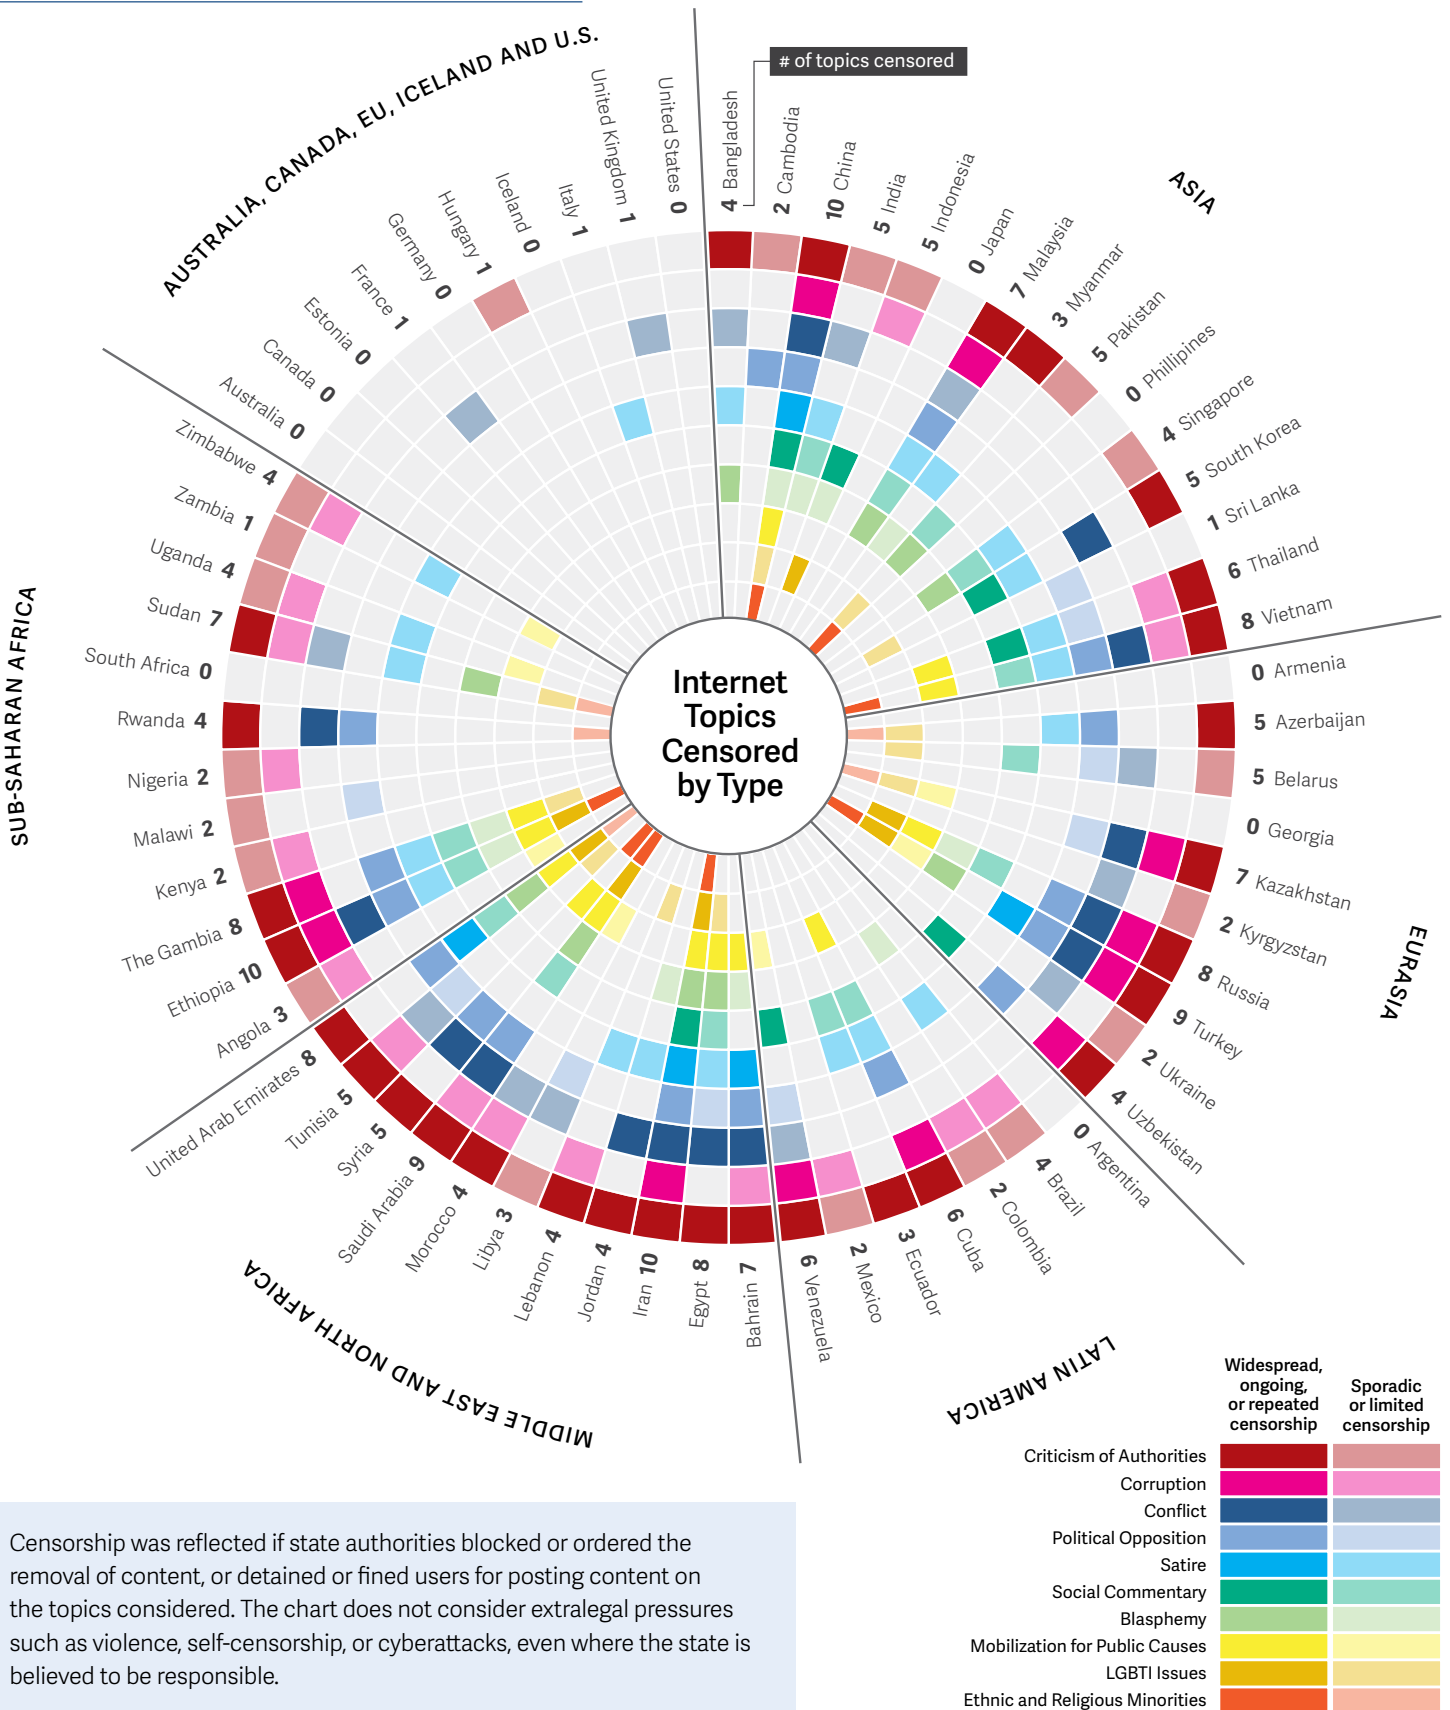 # of topics censored
AUSTRALIA, CANADA, EU, ICELAND AND U.S.
Australia 0
Canada 0
Estonia 0
France 1
Germany 0
Hungary 1
Iceland 0
Italy 1
United Kingdom 1
United States 0
ASIA
4 Bangladesh
2 Cambodia
10 China
5 India
5 Indonesia
0 Japan
7 Malaysia
3 Myanmar
5 Pakistan
0 Phillipines
4 Singapore
5 South Korea
1 Sri Lanka
6 Thailand
8 Vietnam
EURASIA
0 Armenia
5 Azerbaijan
5 Belarus
0 Georgia
7 Kazakhstan
2 Kyrgyzstan
8 Russia
9 Turkey
2 Ukraine
4 Uzbekistan
LATIN AMERICA
0 Argentina
4 Brazil
2 Colombia
6 Cuba
3 Ecuador
2 Mexico
6 Venezuela
MIDDLE EAST AND NORTH AFRICA
Bahrain 7
Egypt 8
Iran 10
Jordan 4
Lebanon 4
Libya 3
Morocco 4
Saudi Arabia 9
Syria 5
Tunisia 5
United Arab Emirates 8
SUB-SAHARAN AFRICA
Angola 3
Ethiopia 10
The Gambia 8
Kenya 2
Malawi 2
Nigeria 2
Rwanda 4
South Africa 0
Sudan 7
Uganda 4
Zambia 1
Zimbabwe 4
Internet
Topics
Censored
by Type
Widespread,
ongoing,
or repeated
censorship
Sporadic
or limited
censorship
Criticism of Authorities
Corruption
Conflict
Political Opposition
Satire
Social Commentary
Blasphemy
Mobilization for Public Causes
LGBTI Issues
Ethnic and Religious Minorities
Censorship was reflected if state authorities blocked or ordered the
removal of content, or detained or fined users for posting content on
the topics considered. The chart does not consider extralegal pressures
such as violence, self-censorship, or cyberattacks, even where the state is
believed to be responsible.